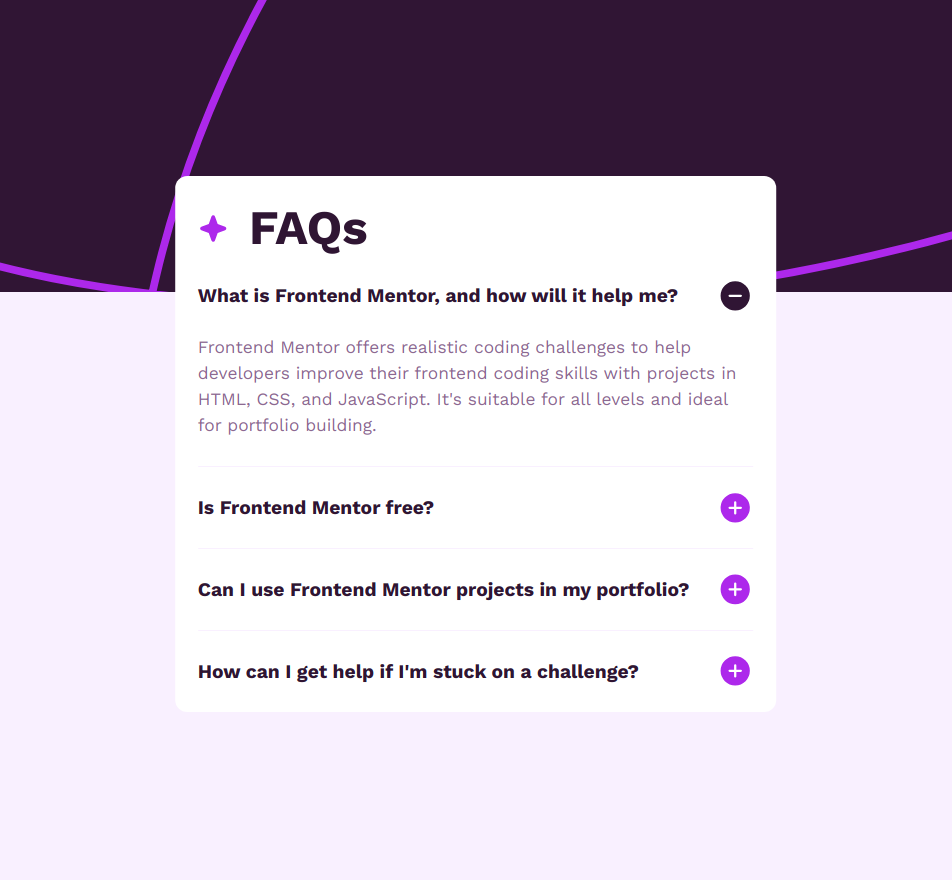 FAQs
What is Frontend Mentor, and how will it help me?
Frontend Mentor offers realistic coding challenges to help
developers improve their frontend coding skills with projects in
HTML, CSS, and JavaScript. It's suitable for all levels and ideal
for portfolio building.
Is Frontend Mentor free?
Can I use Frontend Mentor projects in my portfolio?
How can I get help if I'm stuck on a challenge?